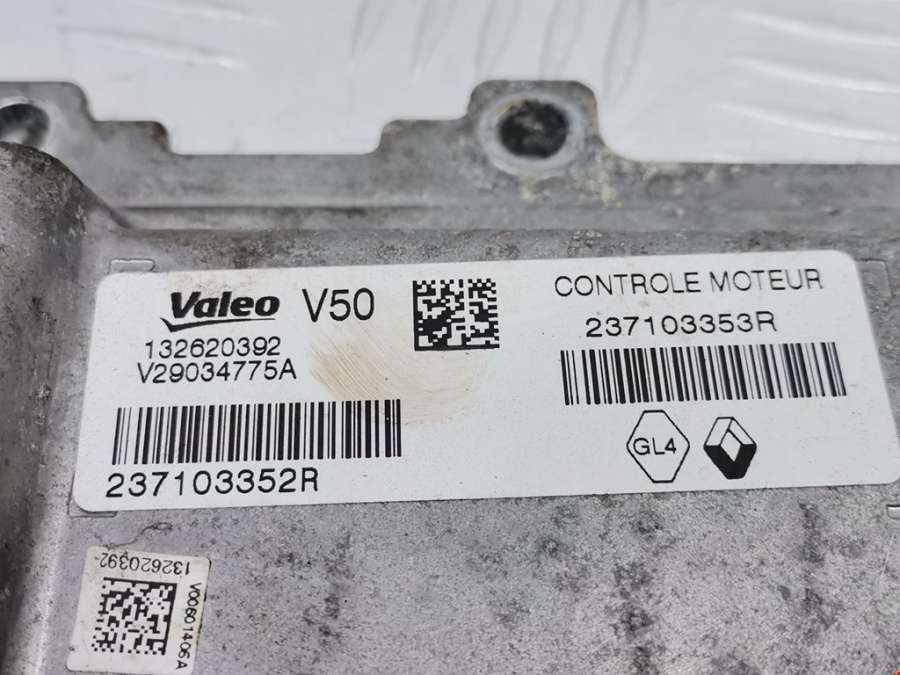 Valeo V50
132620392
V29034775A
237103352R
CONTROLE MOTEUR
237103353R
GL4
132620392
V00601406A